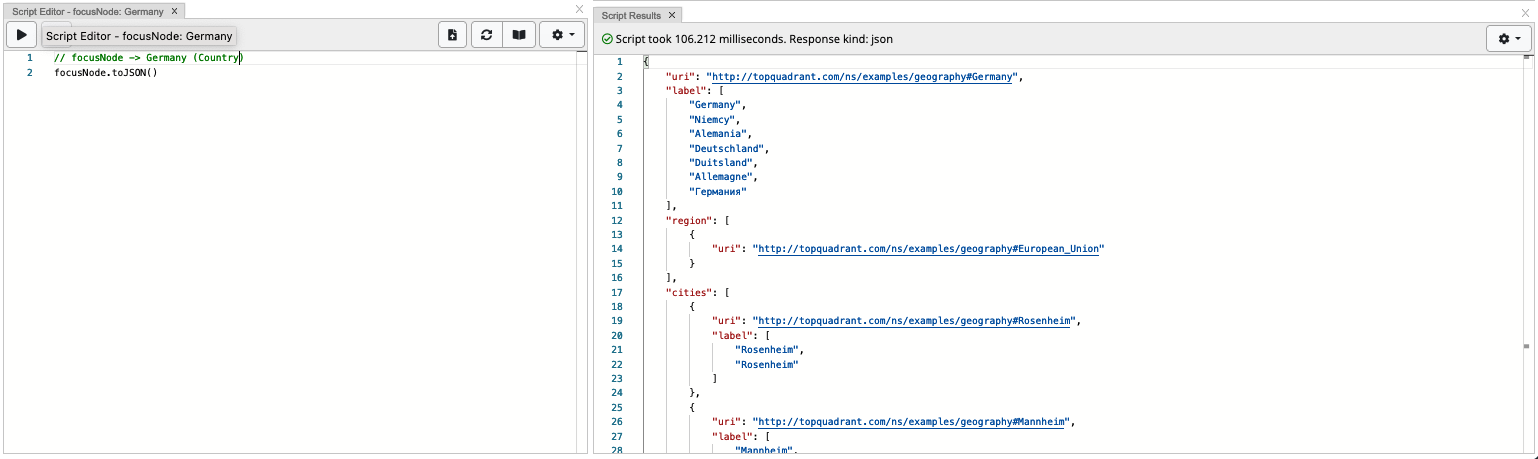 Script Editor - focusNode: Germany ×
Script Editor - focusNode: Germany
1 // focusNode -> Germany (Country)
2 focusNode.toJSON()
Script Results ×
Script took 106.212 milliseconds. Response kind: json
1 {
2 "uri": "http://topquadrant.com/ns/examples/geography#Germany",
3 "label": [
4 "Germany",
5 "Niemcy",
6 "Alemania",
7 "Deutschland",
8 "Duitsland",
9 "Allemagne",
10 "Германия"
11 ],
12 "region": [
13 {
14 "uri": "http://topquadrant.com/ns/examples/geography#European_Union"
15 }
16 ],
17 "cities": [
18 {
19 "uri": "http://topquadrant.com/ns/examples/geography#Rosenheim",
20 "label": [
21 "Rosenheim",
22 "Rosenheim"
23 ]
24 },
25 {
26 "uri": "http://topquadrant.com/ns/examples/geography#Mannheim",
27 "label": [
28 "Mannheim",